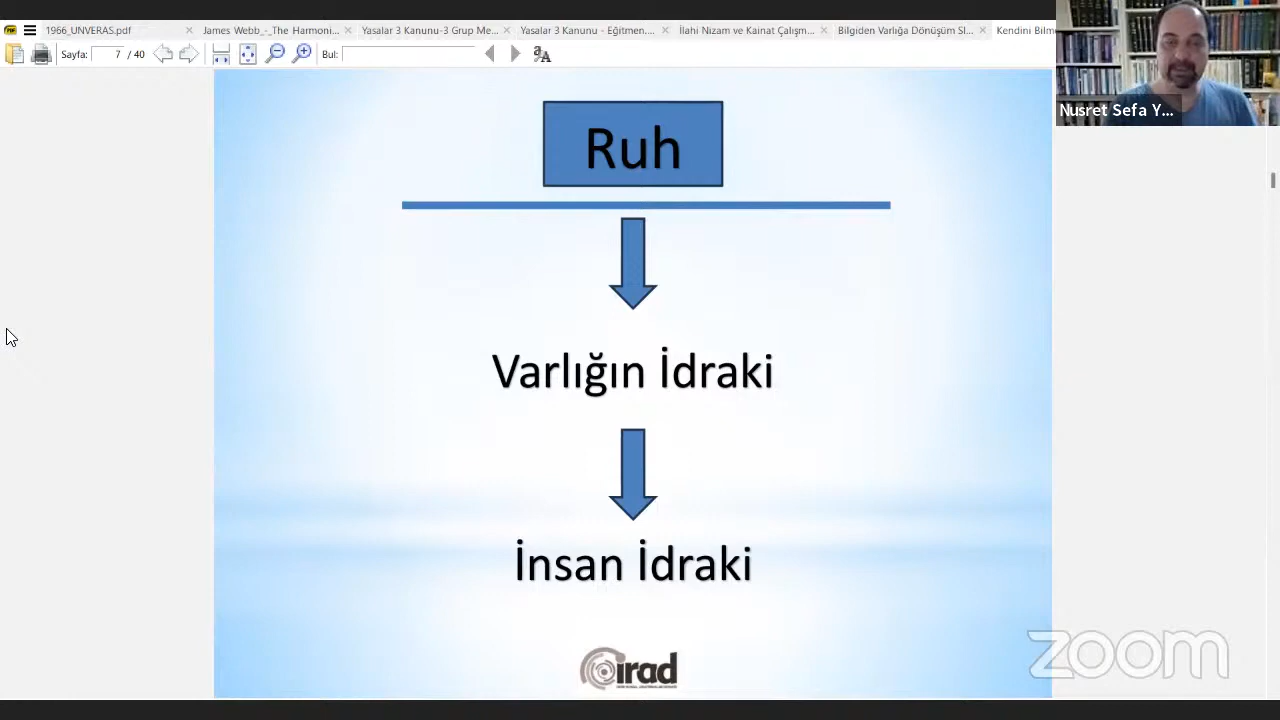 1966_UNVERAS.pdf
James Webb_-_The Harmoni...
Yasalar 3 Kanunu-3 Grup Me...
Yasalar 3 Kanunu - Eğitmen....
İlahi Nizam ve Kainat Çalışm...
Bilgiden Varlığa Dönüşüm Sl...
Kendini Bilm
Sayfa: 7 / 40
Bul:
Nusret Sefa Y...
Ruh
Varlığın İdraki
İnsan İdraki
irad
zoom